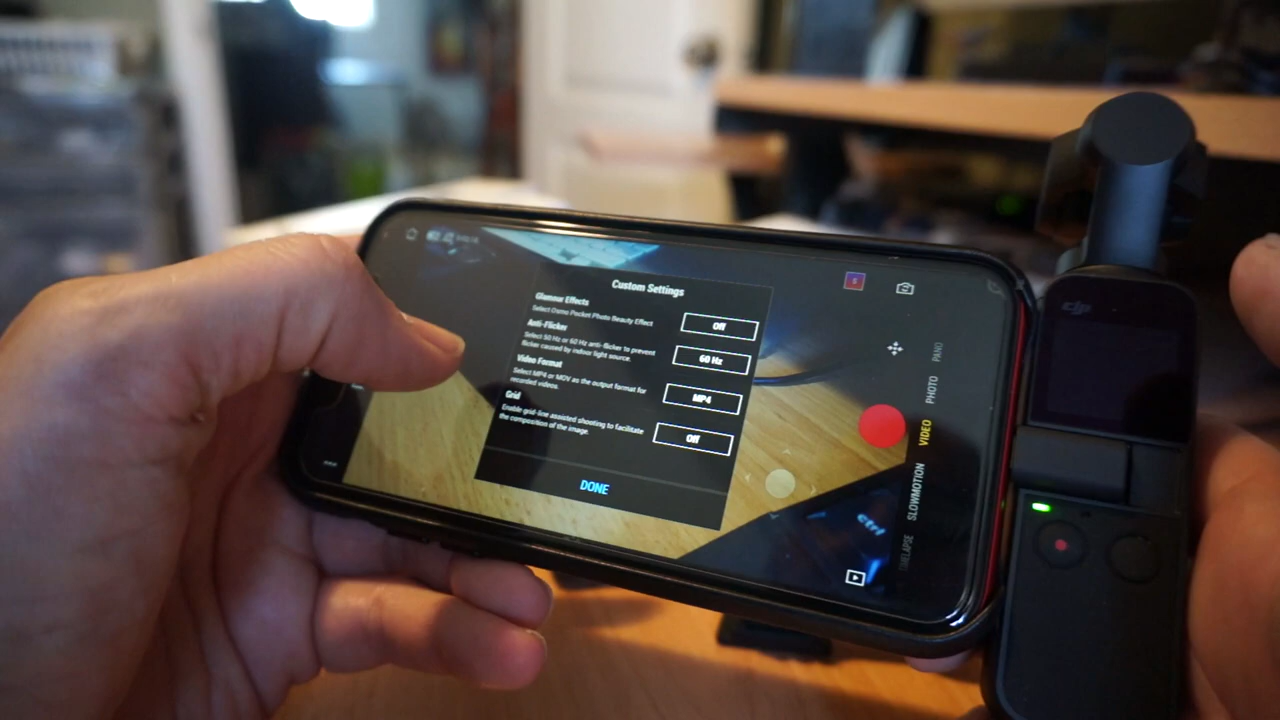 Custom Settings
Glamour Effects
Select Osmo Pocket Photo Beauty Effect
Off
Anti-Flicker
Select 50 Hz or 60 Hz anti-flicker to prevent
flicker caused by indoor light source.
60 Hz
Video Format
Select MP4 or MOV as the output format for
recorded videos.
MP4
Grid
Enable grid-line assisted shooting to facilitate
the composition of the image.
Off
DONE
PANO
PHOTO
VIDEO
SLOWMOTION
TIMELAPSE
ctrl
dji